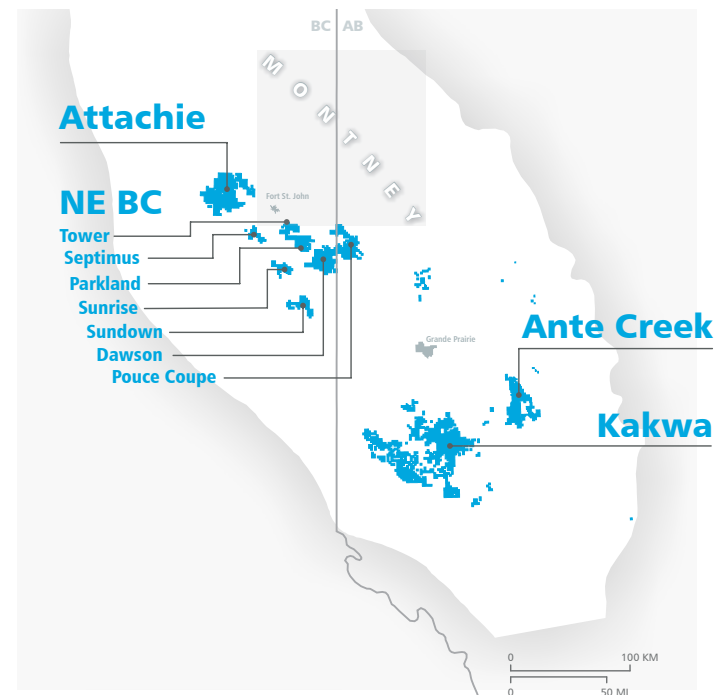 BC AB
MONTNEY
Attachie
Fort St. John
NE BC
Tower
Septimus
Parkland
Sunrise
Sundown
Dawson
Pouce Coupe
Ante Creek
Grande Prairie
Kakwa
0 100 KM
0 50 MI